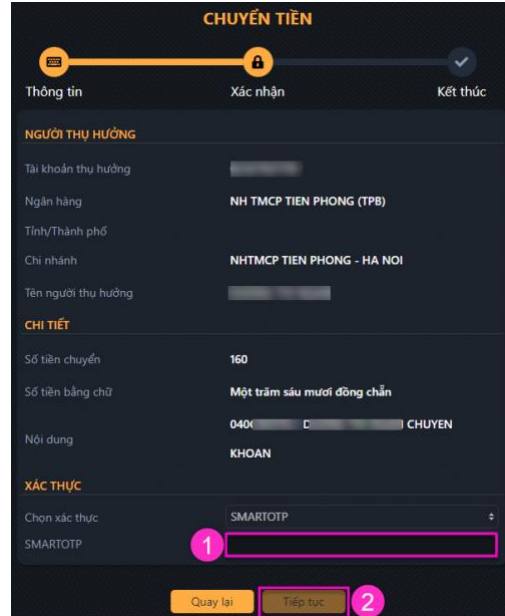 CHUYỂN TIỀN
Thông tin Xác nhận Kết thúc
NGƯỜI THỤ HƯỞNG
Tài khoản thụ hưởng
Ngân hàng NH TMCP TIEN PHONG (TPB)
Tỉnh/Thành phố
Chi nhánh NHTMCP TIEN PHONG - HA NOI
Tên người thụ hưởng
CHI TIẾT
Số tiền chuyển 160
Số tiền bằng chữ Một trăm sáu mươi đồng chẵn
040 D CHUYEN
Nội dung
KHOAN
XÁC THỰC
Chọn xác thực SMARTOTP
SMARTOTP 1
Quay lại Tiếp tục 2